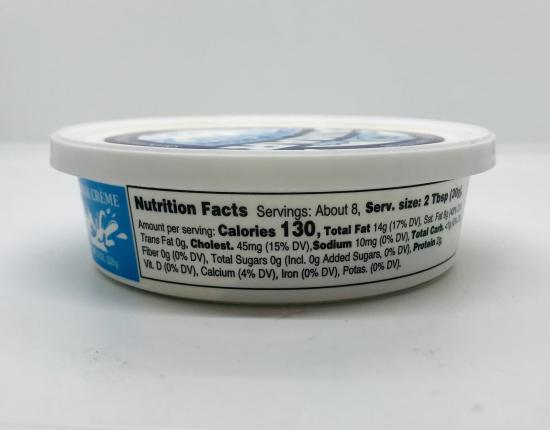 CRÈME
Nutrition Facts Servings: About 8, Serv. size: 2 Tbsp (30g),
Amount per serving: Calories 130, Total Fat 14g (17% DV), Sat. Fat
Trans Fat 0g, Cholest. 45mg (15% DV), Sodium 10mg (0% DV), Total Carb.
Fiber 0g (0% DV), Total Sugars 0g (Incl. 0g Added Sugars, 0% DV), Protein
Vit. D (0% DV), Calcium (4% DV), Iron (0% DV), Potas. (0% DV).